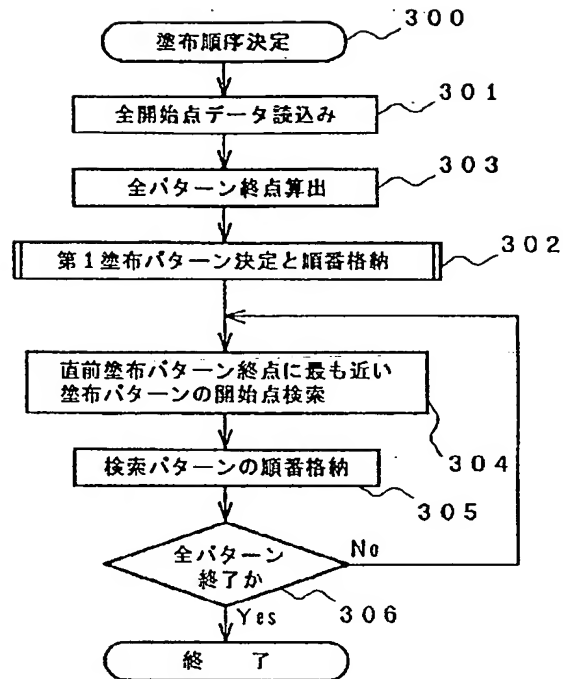 塗布順序決定
300
全開始点データ読込み
301
全パターン終点算出
303
第1塗布パターン決定と順番格納
302
直前塗布パターン終点に最も近い
塗布パターンの開始点検索
304
検索パターンの順番格納
305
全パターン
終了か
No
306
Yes
終 了